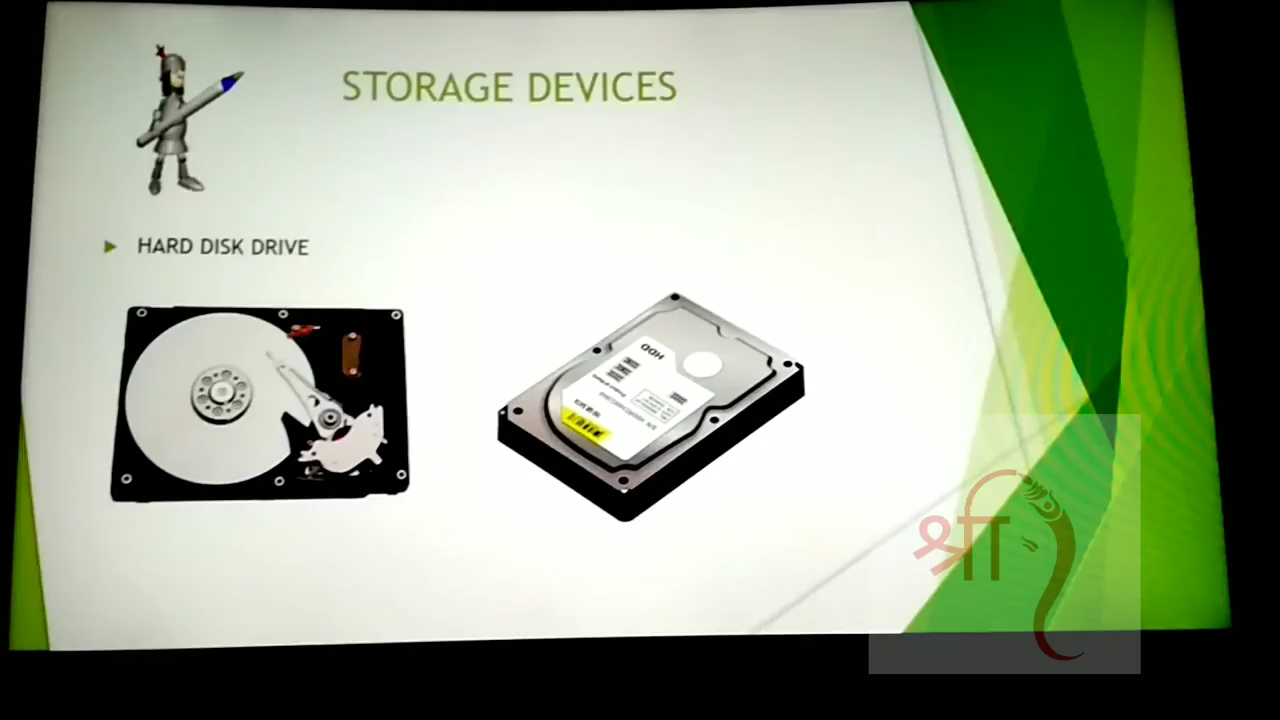 STORAGE DEVICES
HARD DISK DRIVE
HDD
श्री